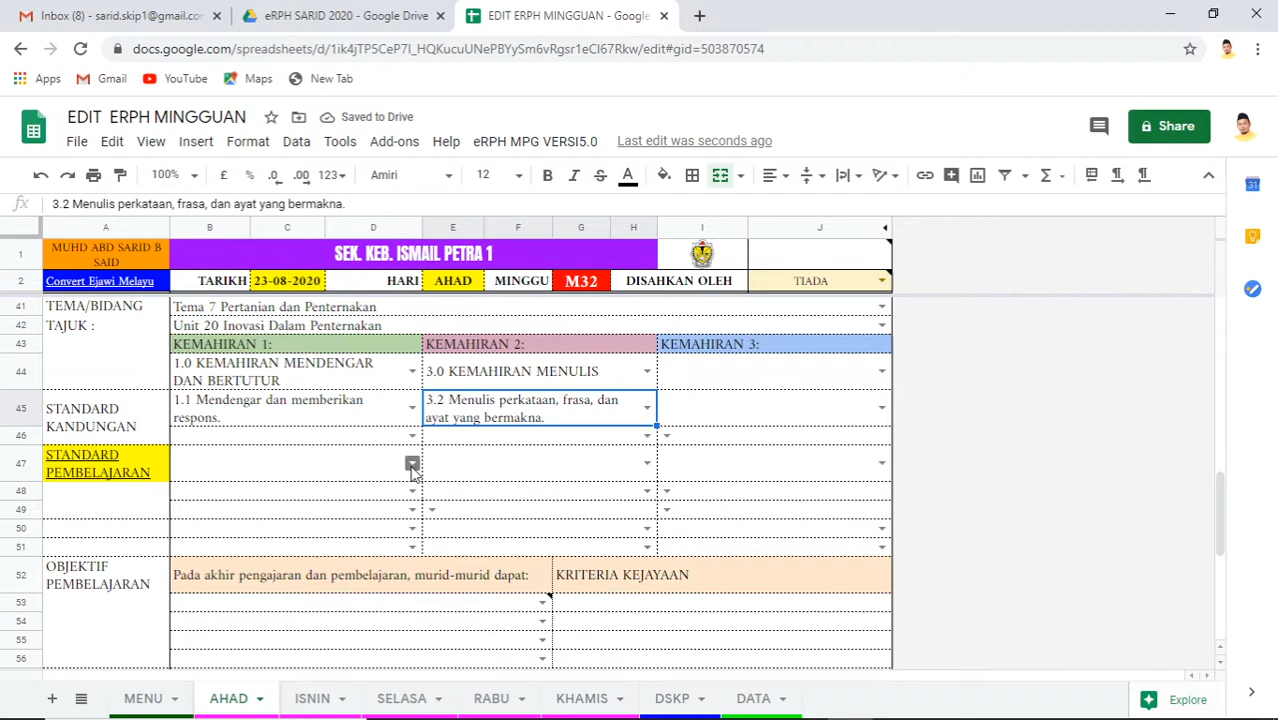 Inbox (8) - sarid.skip1@gmail.co
eRPH SARID 2020 - Google Drive
EDIT ERPH MINGGUAN - Google
docs.google.com/spreadsheets/d/1ik4jTP5CeP7I_HQKucuUNePBYySm6vRgsr1eCl67Rkw/edit#gid=503870574
Apps
Gmail
YouTube
Maps
New Tab
EDIT ERPH MINGGUAN
Saved to Drive
File Edit View Insert Format Data Tools Add-ons Help eRPH MPG VERSI5.0 Last edit was seconds ago
Share
100% £ % .0 .00 123 Amiri 12 B I S A
fx 3.2 Menulis perkataan, frasa, dan ayat yang bermakna.
A B C D E F G H I J
1 MUHD ABD SARID B SAID SEK. KEB. ISMAIL PETRA 1
2 Convert Ejawi Melayu TARIKH 23-08-2020 HARI AHAD MINGGU M32 DISAHKAN OLEH TIADA
41 TEMA/BIDANG Tema 7 Pertanian dan Penternakan
42 TAJUK : Unit 20 Inovasi Dalam Penternakan
43 KEMAHIRAN 1: KEMAHIRAN 2: KEMAHIRAN 3:
44 1.0 KEMAHIRAN MENDENGAR DAN BERTUTUR 3.0 KEMAHIRAN MENULIS
45 STANDARD KANDUNGAN 1.1 Mendengar dan memberikan respons. 3.2 Menulis perkataan, frasa, dan ayat yang bermakna.
46
47 STANDARD PEMBELAJARAN
48
49
50
51
52 OBJEKTIF PEMBELAJARAN Pada akhir pengajaran dan pembelajaran, murid-murid dapat: KRITERIA KEJAYAAN
53
54
55
56
MENU AHAD ISNIN SELASA RABU KHAMIS DSKP DATA
Explore